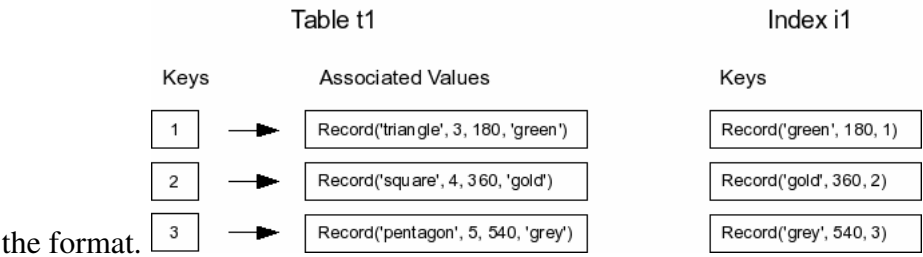 Table t1 Index i1
Keys Associated Values Keys
1 Record('triangle', 3, 180, 'green') Record('green', 180, 1)
2 Record('square', 4, 360, 'gold') Record('gold', 360, 2)
the format. 3 Record('pentagon', 5, 540, 'grey') Record('grey', 540, 3)